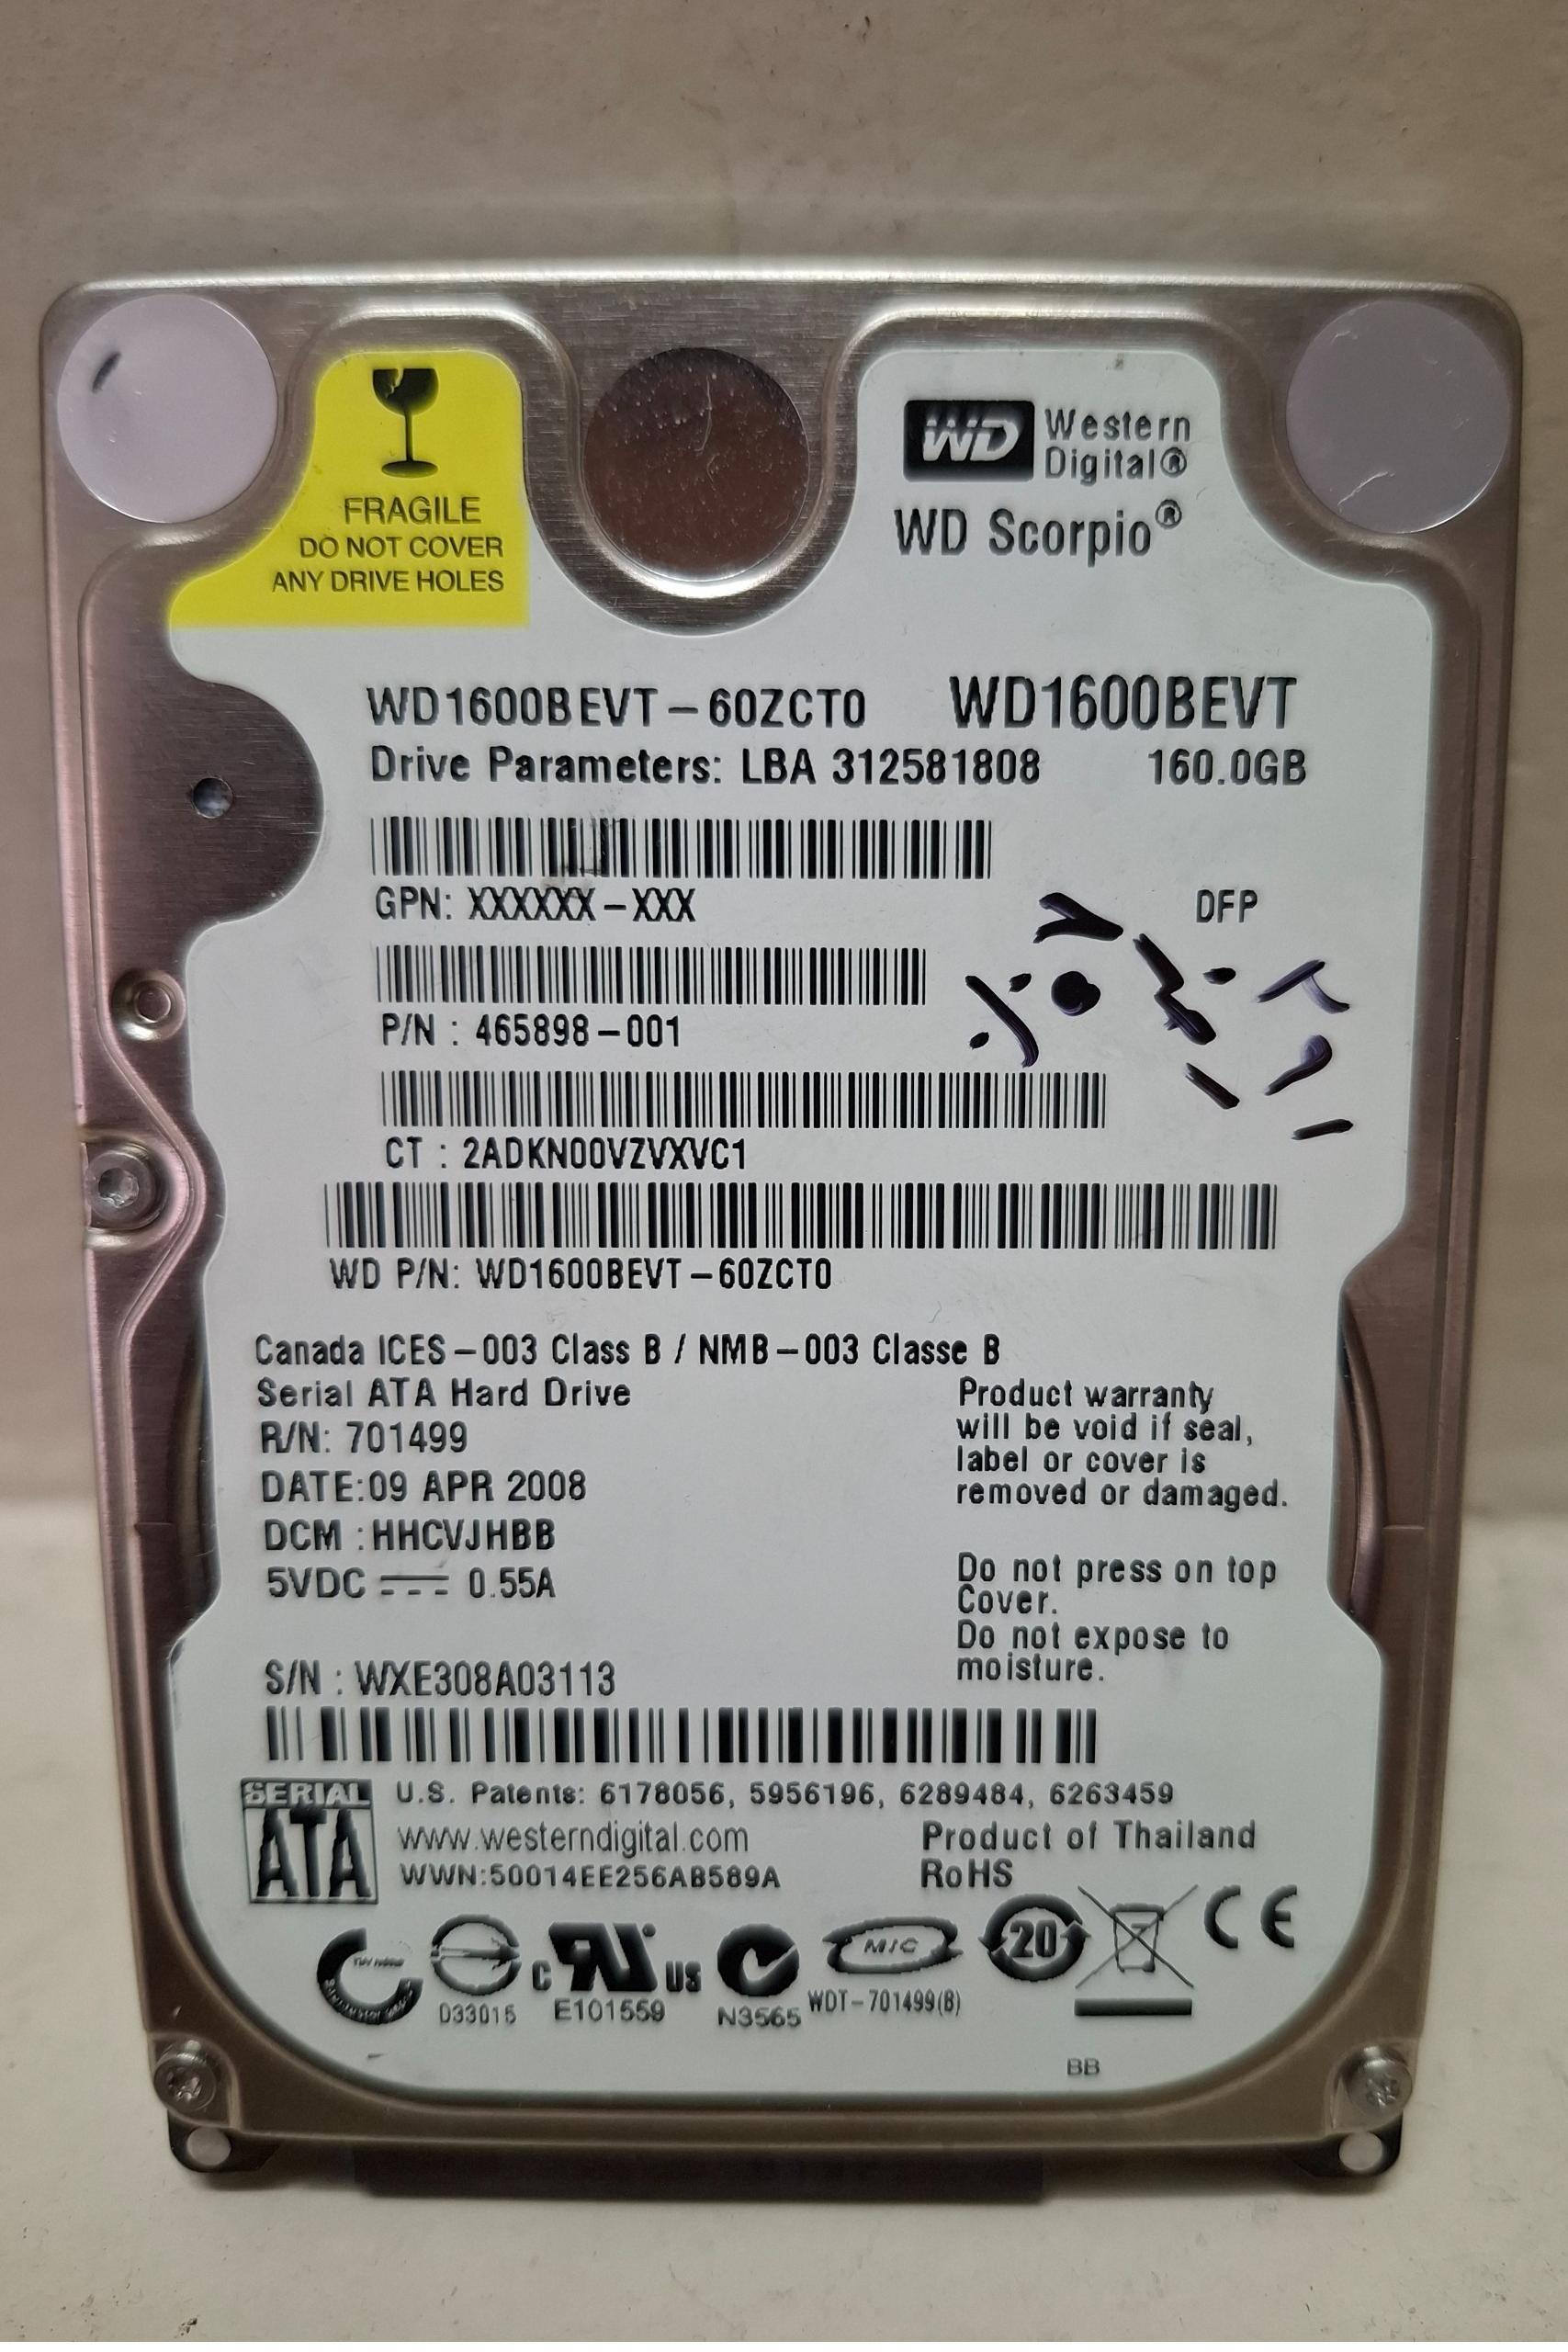 FRAGILE
DO NOT COVER
ANY DRIVE HOLES
WD Western
Digital®
WD Scorpio®
WD1600BEVT-60ZCT0 WD1600BEVT
Drive Parameters: LBA 312581808 160.0GB
GPN: XXXXXX-XXX DFP
P/N : 465898-001
CT : 2ADKN00VZVXVC1
WD P/N: WD1600BEVT-60ZCT0
Canada ICES-003 Class B / NMB-003 Classe B
Serial ATA Hard Drive
R/N: 701499
DATE:09 APR 2008
DCM :HHCVJHBB
5VDC 0.55A
Product warranty
will be void if seal,
label or cover is
removed or damaged.
Do not press on top
Cover.
Do not expose to
moisture.
S/N : WXE308A03113
SERIAL
ATA
U.S. Patents: 6178056, 5956196, 6289484, 6263459
www.westerndigital.com
WWN:50014EE256AB589A
Product of Thailand
RoHS
D33015
C UL US
E101559
N3565
MIC
WDT-701499(B)
20
CE
BB